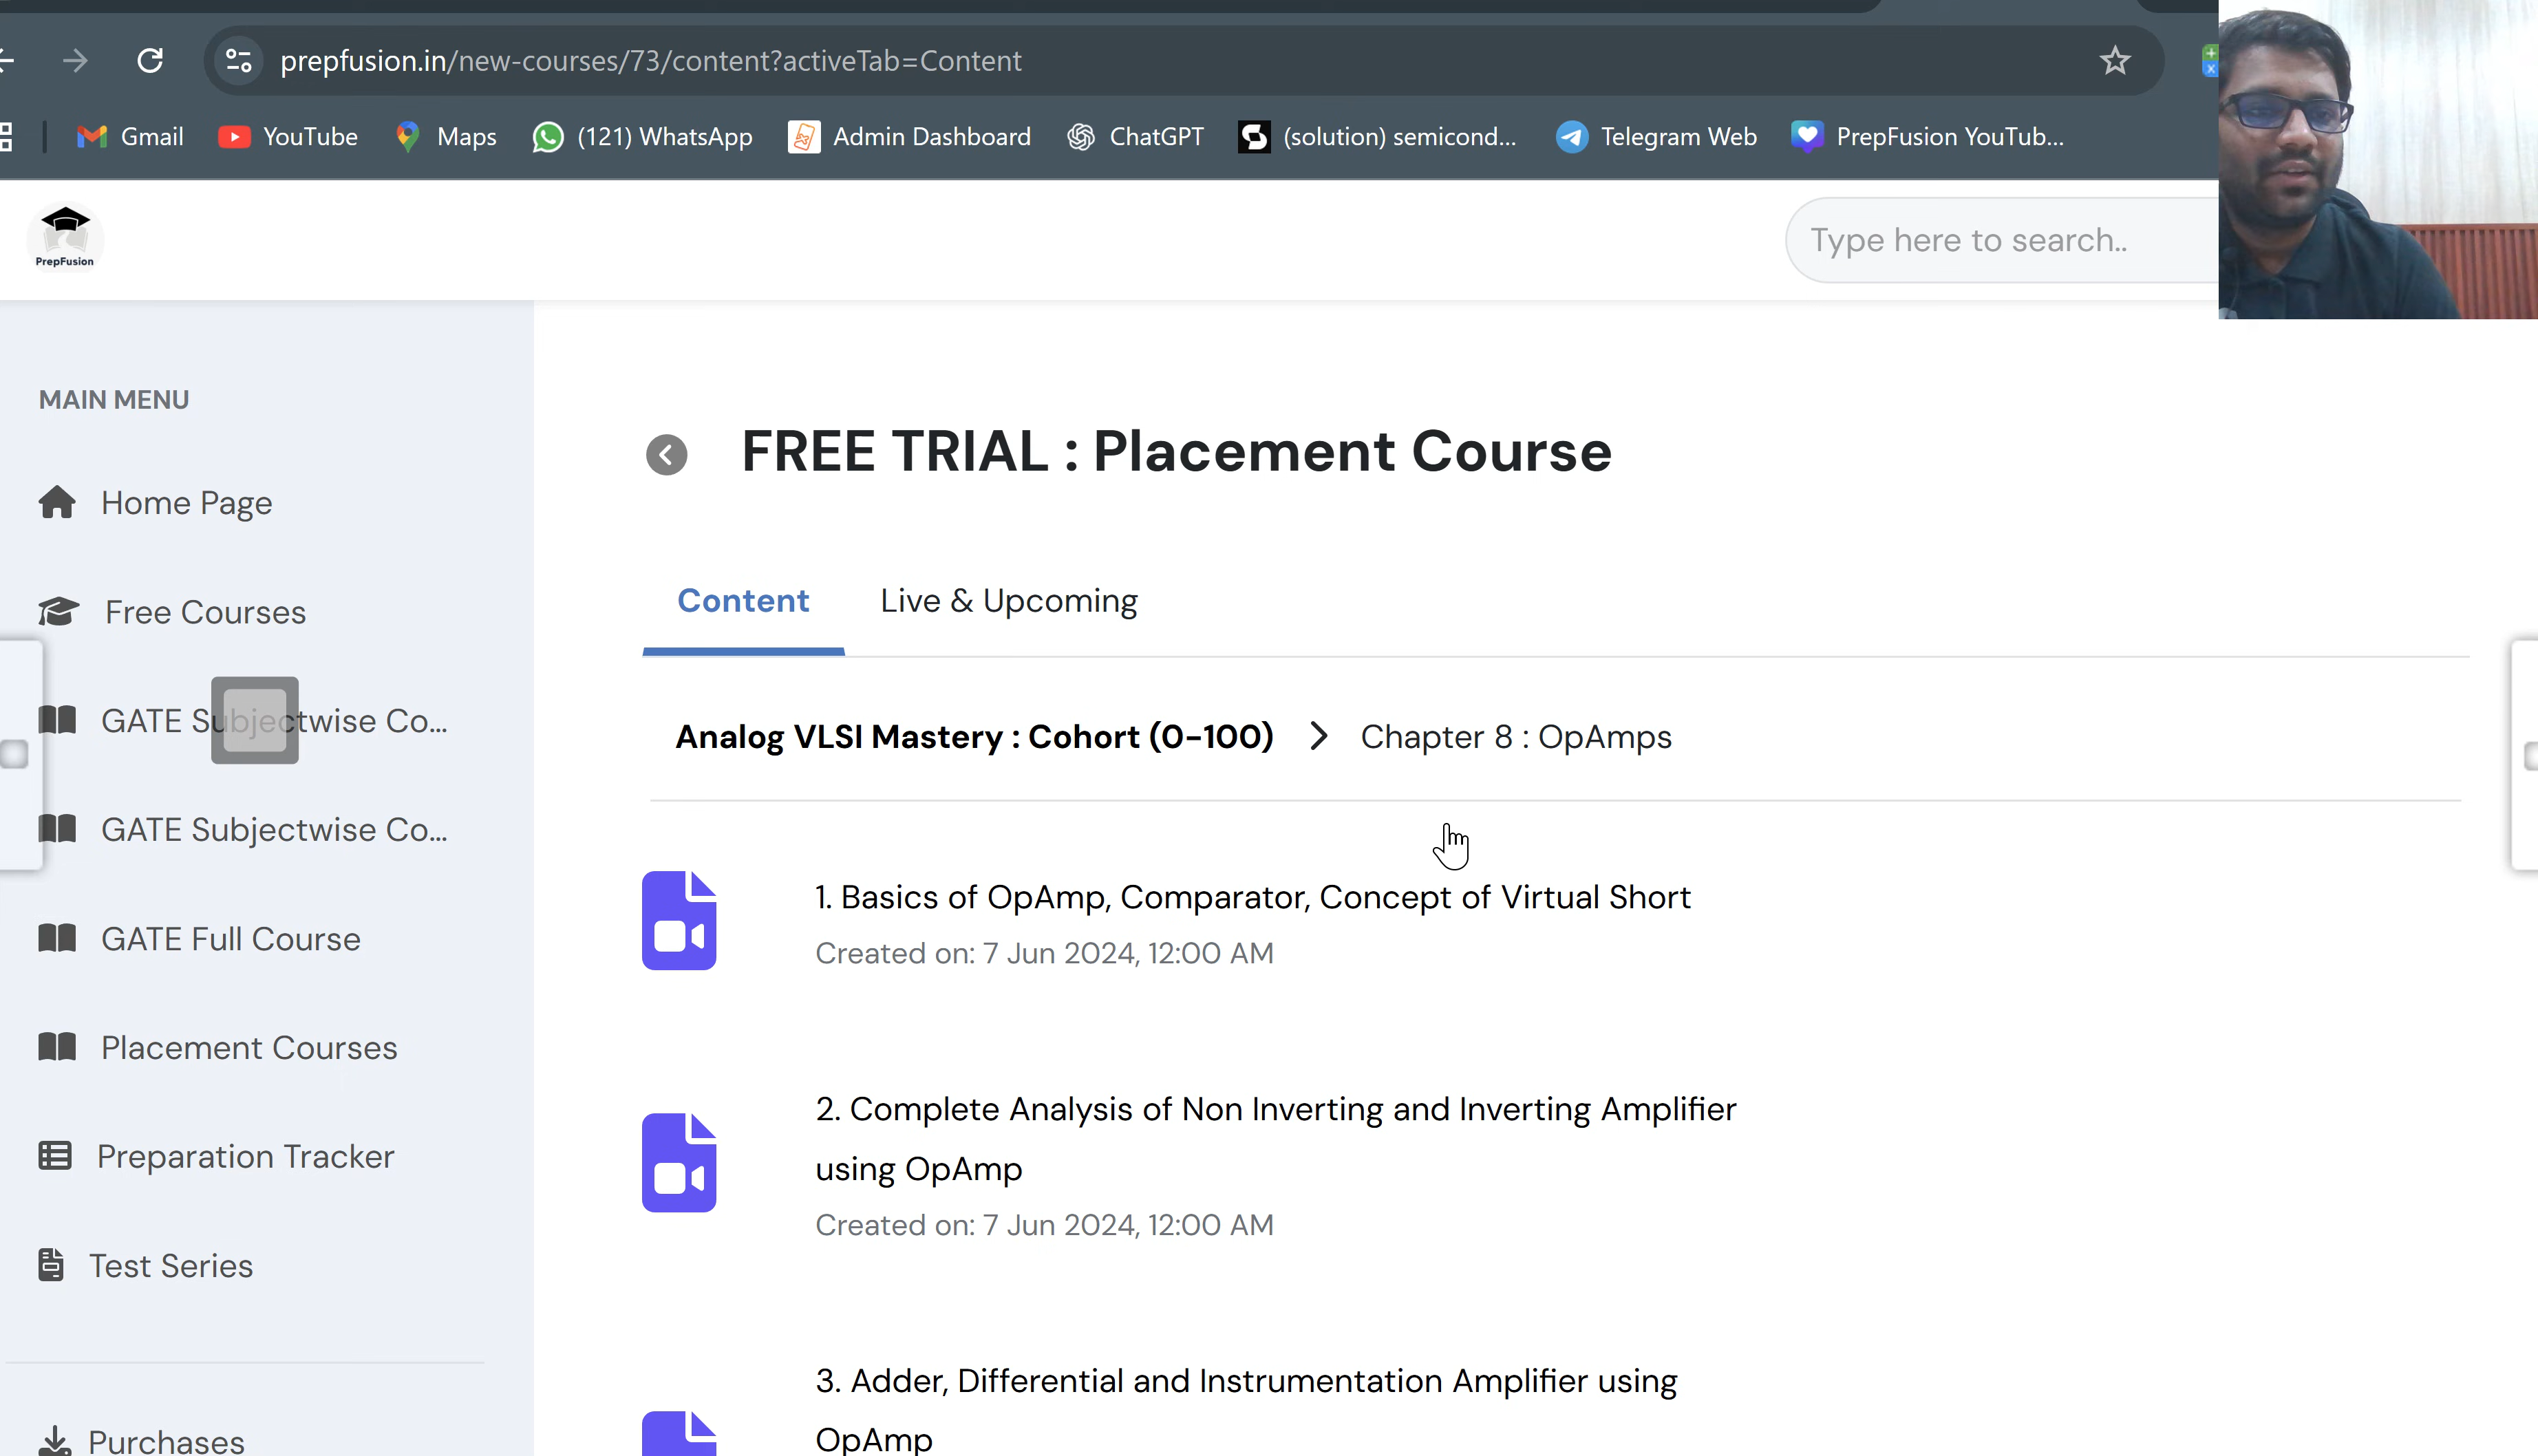 prepfusion.in/new-courses/73/content?activeTab=Content
Gmail YouTube Maps (121) WhatsApp Admin Dashboard ChatGPT (solution) semicond... Telegram Web PrepFusion YouTub...
PrepFusion
Type here to search..
MAIN MENU
Home Page
Free Courses
GATE Subjectwise Co...
GATE Subjectwise Co...
GATE Full Course
Placement Courses
Preparation Tracker
Test Series
Purchases
FREE TRIAL : Placement Course
Content Live & Upcoming
Analog VLSI Mastery : Cohort (0-100) > Chapter 8 : OpAmps
1. Basics of OpAmp, Comparator, Concept of Virtual Short
Created on: 7 Jun 2024, 12:00 AM
2. Complete Analysis of Non Inverting and Inverting Amplifier
using OpAmp
Created on: 7 Jun 2024, 12:00 AM
3. Adder, Differential and Instrumentation Amplifier using
OpAmp